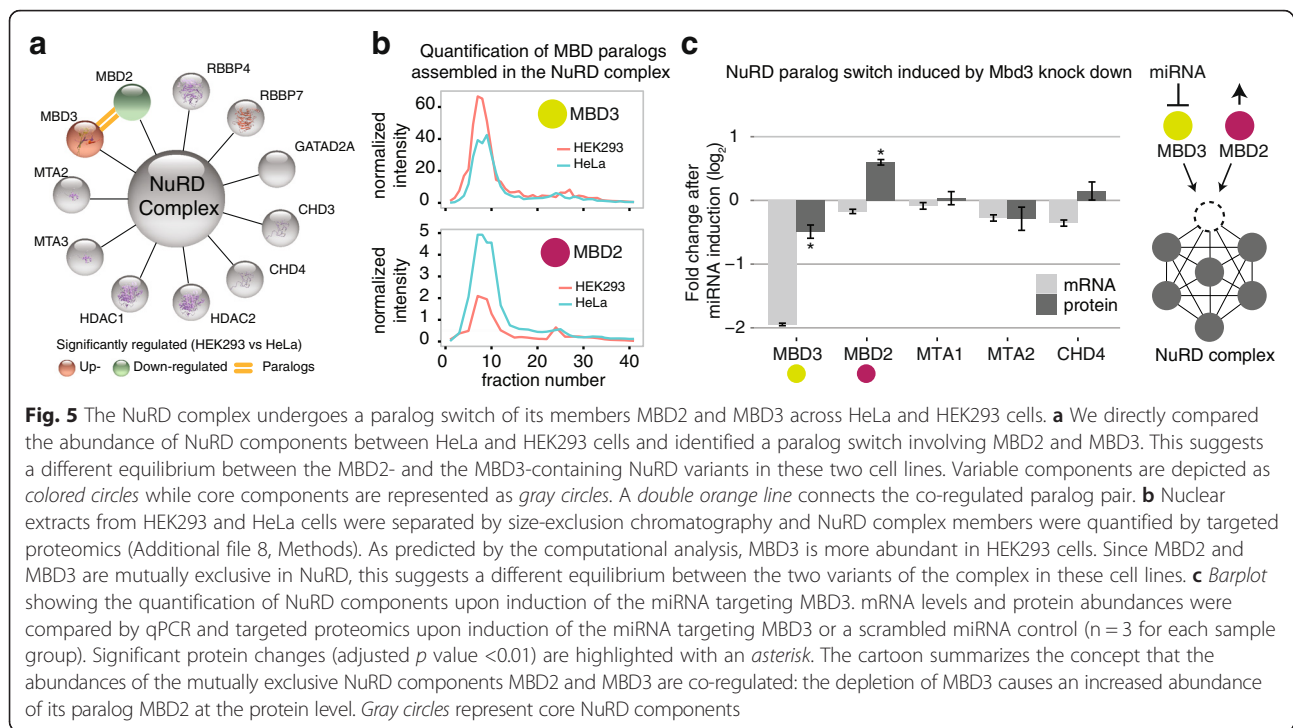 a
MBD2
RBBP4
RBBP7
MBD3
GATAD2A
MTA2
NuRD
Complex
CHD3
MTA3
CHD4
HDAC1
HDAC2
Significantly regulated (HEK293 vs HeLa)
Up- Down-regulated Paralogs
b
Quantification of MBD paralogs
assembled in the NuRD complex
normalized
intensity
60
40
20
0
MBD3
HEK293
HeLa
normalized
intensity
5
4
3
2
1
0
MBD2
HEK293
HeLa
0 10 20 30 40
fraction number
c
NuRD paralog switch induced by Mbd3 knock down
Fold change after
miRNA induction (log2)
1
0
−1
−2
*
*
mRNA
protein
MBD3 MBD2 MTA1 MTA2 CHD4
miRNA
MBD3 MBD2
NuRD complex
Fig. 5 The NuRD complex undergoes a paralog switch of its members MBD2 and MBD3 across HeLa and HEK293 cells. a We directly compared
the abundance of NuRD components between HeLa and HEK293 cells and identified a paralog switch involving MBD2 and MBD3. This suggests
a different equilibrium between the MBD2- and the MBD3-containing NuRD variants in these two cell lines. Variable components are depicted as
colored circles while core components are represented as gray circles. A double orange line connects the co-regulated paralog pair. b Nuclear
extracts from HEK293 and HeLa cells were separated by size-exclusion chromatography and NuRD complex members were quantified by targeted
proteomics (Additional file 8, Methods). As predicted by the computational analysis, MBD3 is more abundant in HEK293 cells. Since MBD2 and
MBD3 are mutually exclusive in NuRD, this suggests a different equilibrium between the two variants of the complex in these cell lines. c Barplot
showing the quantification of NuRD components upon induction of the miRNA targeting MBD3. mRNA levels and protein abundances were
compared by qPCR and targeted proteomics upon induction of the miRNA targeting MBD3 or a scrambled miRNA control (n = 3 for each sample
group). Significant protein changes (adjusted p value <0.01) are highlighted with an asterisk. The cartoon summarizes the concept that the
abundances of the mutually exclusive NuRD components MBD2 and MBD3 are co-regulated: the depletion of MBD3 causes an increased abundance
of its paralog MBD2 at the protein level. Gray circles represent core NuRD components